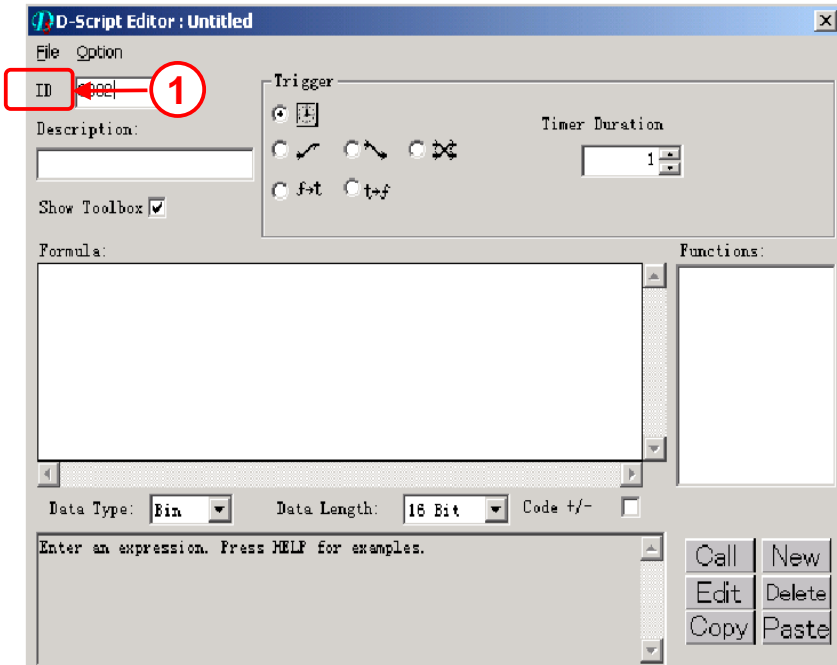 D-Script Editor : Untitled
File Option
ID
1
Description:
Show Toolbox
Trigger
f→t t→f
Timer Duration
1
Formula:
Functions:
Data Type: Bin Data Length: 16 Bit Code +/-
Enter an expression. Press HELP for examples.
Call New
Edit Delete
Copy Paste